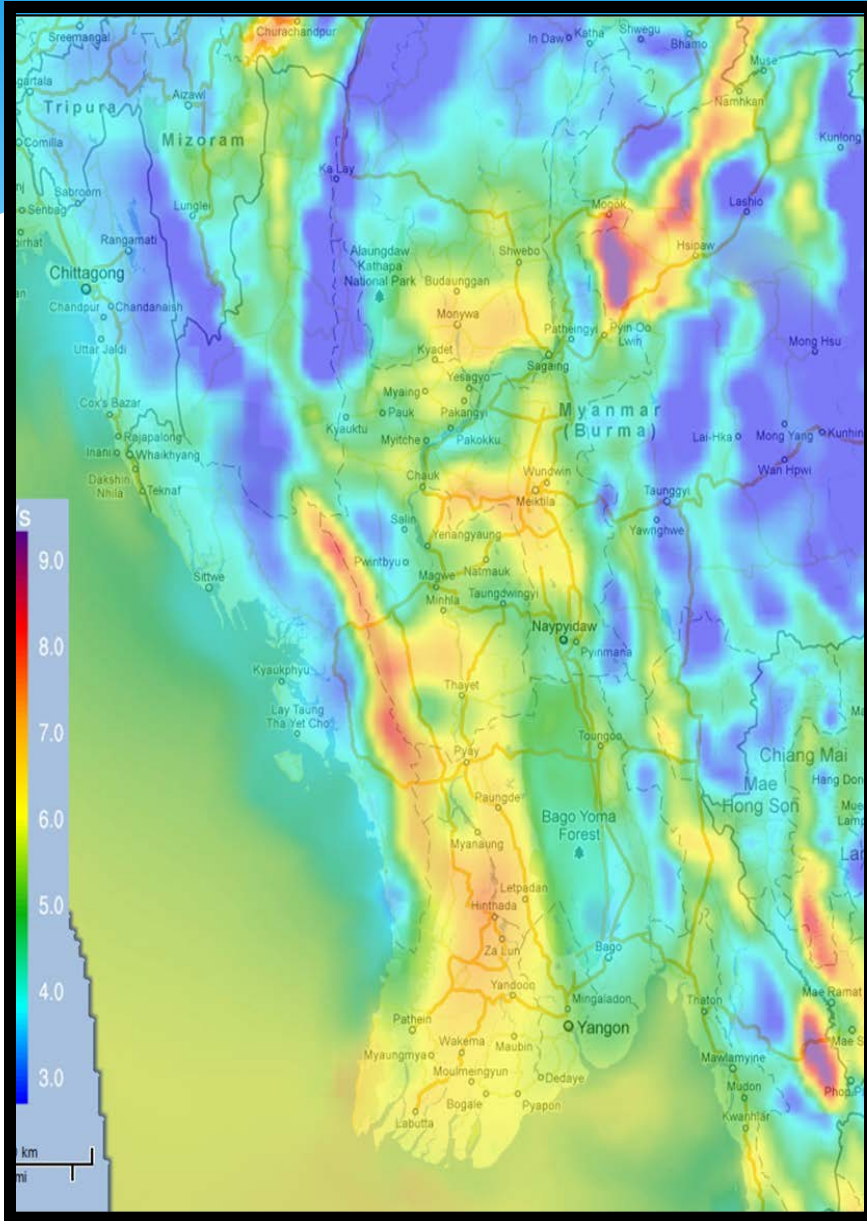 Sreemangal
Churachandpur
In Daw
Katha
Shwegu
Bhamo
Muse
Namhkan
Aizawl
Tripura
Mizoram
Comilla
Kunlong
Ka Lay
Sabroom
Senbag
Lunglei
Mogok
Lashio
Rangamati
Alaungdaw
Kathapa
National Park
Shwebo
Hsipaw
Chittagong
Budaunggan
Chandpur
Chandanaish
Monywa
Patheingyi
Pyin Oo
Lwin
Uttar Jaldi
Kyadet
Sagaing
Mong Hsu
Yesagyo
Myaing
Pauk
Pakangyi
Cox's Bazar
Kyauktu
Myanmar
(Burma)
Rajapalong
Inani
Whaikhyang
Myitche
Pakokku
Lai-Hka
Mong Yang
Kunhin
Dakshin
Nhila
Teknaf
Chauk
Wundwin
Wan Hpwi
Meiktila
Taunggyi
/s
Salin
Yawnghwe
Yenangyaung
9.0
Pwintbyu
Natmauk
Sittwe
Magwe
Minhla
Taungdwingyi
8.0
Naypyidaw
Pyinmana
Kyaukphyu
Thayet
Lay Taung
Tha Yet Cho
7.0
Toungoo
Pyay
Chiang Mai
Mae
Hong Son
Hang Don
Paungde
6.0
Bago Yoma
Forest
Myanaung
Letpadan
5.0
Hinthada
Za Lun
Bago
4.0
Yandoon
Mingaladon
Mae Ramat
Thaton
Pathein
Yangon
Mae S
Wakema
Maubin
Myaungmya
Mawlamyine
3.0
Moulmeingyun
Dedaye
Mudon
Bogale
Pyapon
Labutta
km
mi